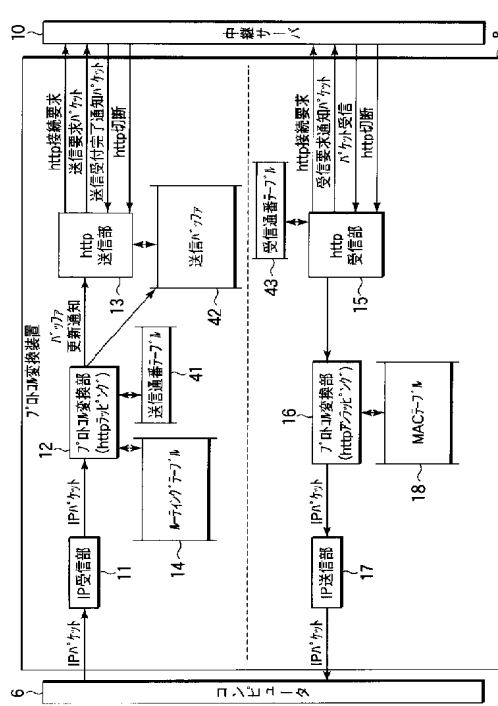 10
中継サーバ
8
プロトコル変換装置
http接続要求
送信要求パケット
送信受付完了通知パケット
http切断
http
送信部
13
送信バッファ
42
バッファ
更新通知
プロトコル変換部
(httpラッピング)
12
送信通番テーブル
41
ルーティングテーブル
14
IPパケット
IP受信部
11
IPパケット
http接続要求
受信要求通知パケット
パケット受信
http切断
受信通番テーブル
43
http
受信部
15
プロトコル変換部
(httpアンラッピング)
16
MACテーブル
18
IPパケット
IP送信部
17
IPパケット
6
コンピュータ